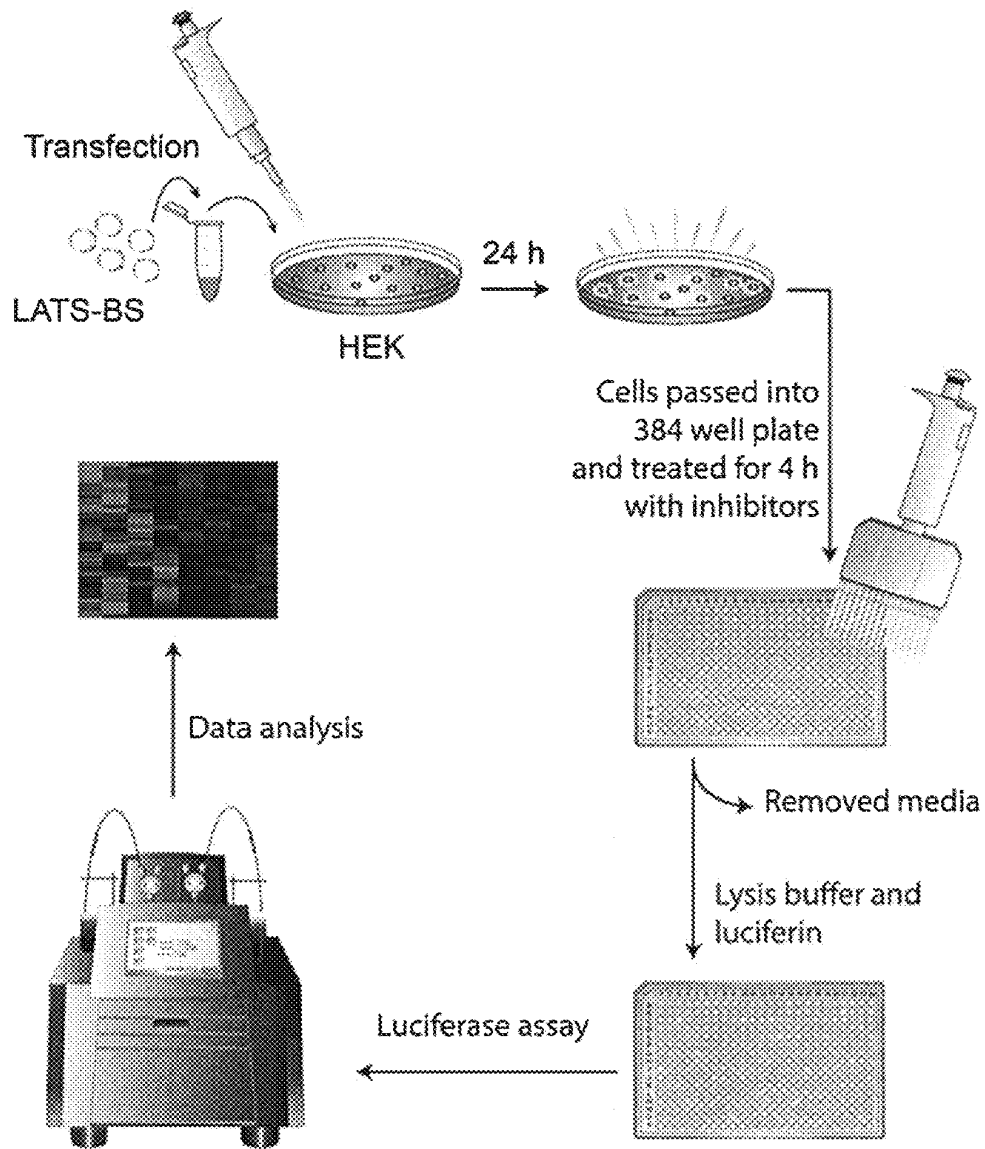 Transfection
LATS-BS
HEK
24 h
Cells passed into
384 well plate
and treated for 4 h
with inhibitors
Removed media
Lysis buffer and
luciferin
Luciferase assay
Data analysis